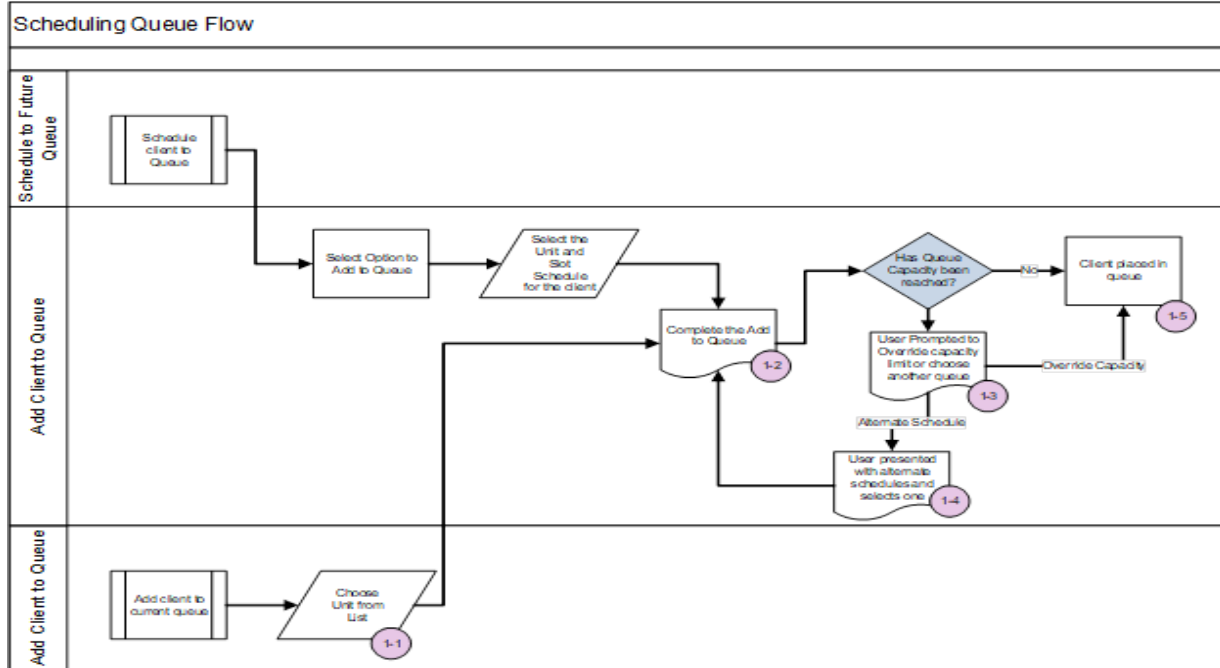 Scheduling Queue Flow
Schedule to Future
Queue
Schedule
client to
Queue
Add Client to Queue
Select Option to
Add to Queue
Select the
Unit and
Slot
Schedule
for the client
Complete the Add
to Queue
1-2
Has Queue
Capacity been
reached?
No
Client placed in
queue
1-5
User Prompted to
Override capacity
limit or choose
another queue
1-3
Override Capacity
Alternate Schedule
User presented
with alternate
schedules and
selects one
1-4
Add Client to Queue
Add client to
current queue
Choose
Unit from
List
1-1